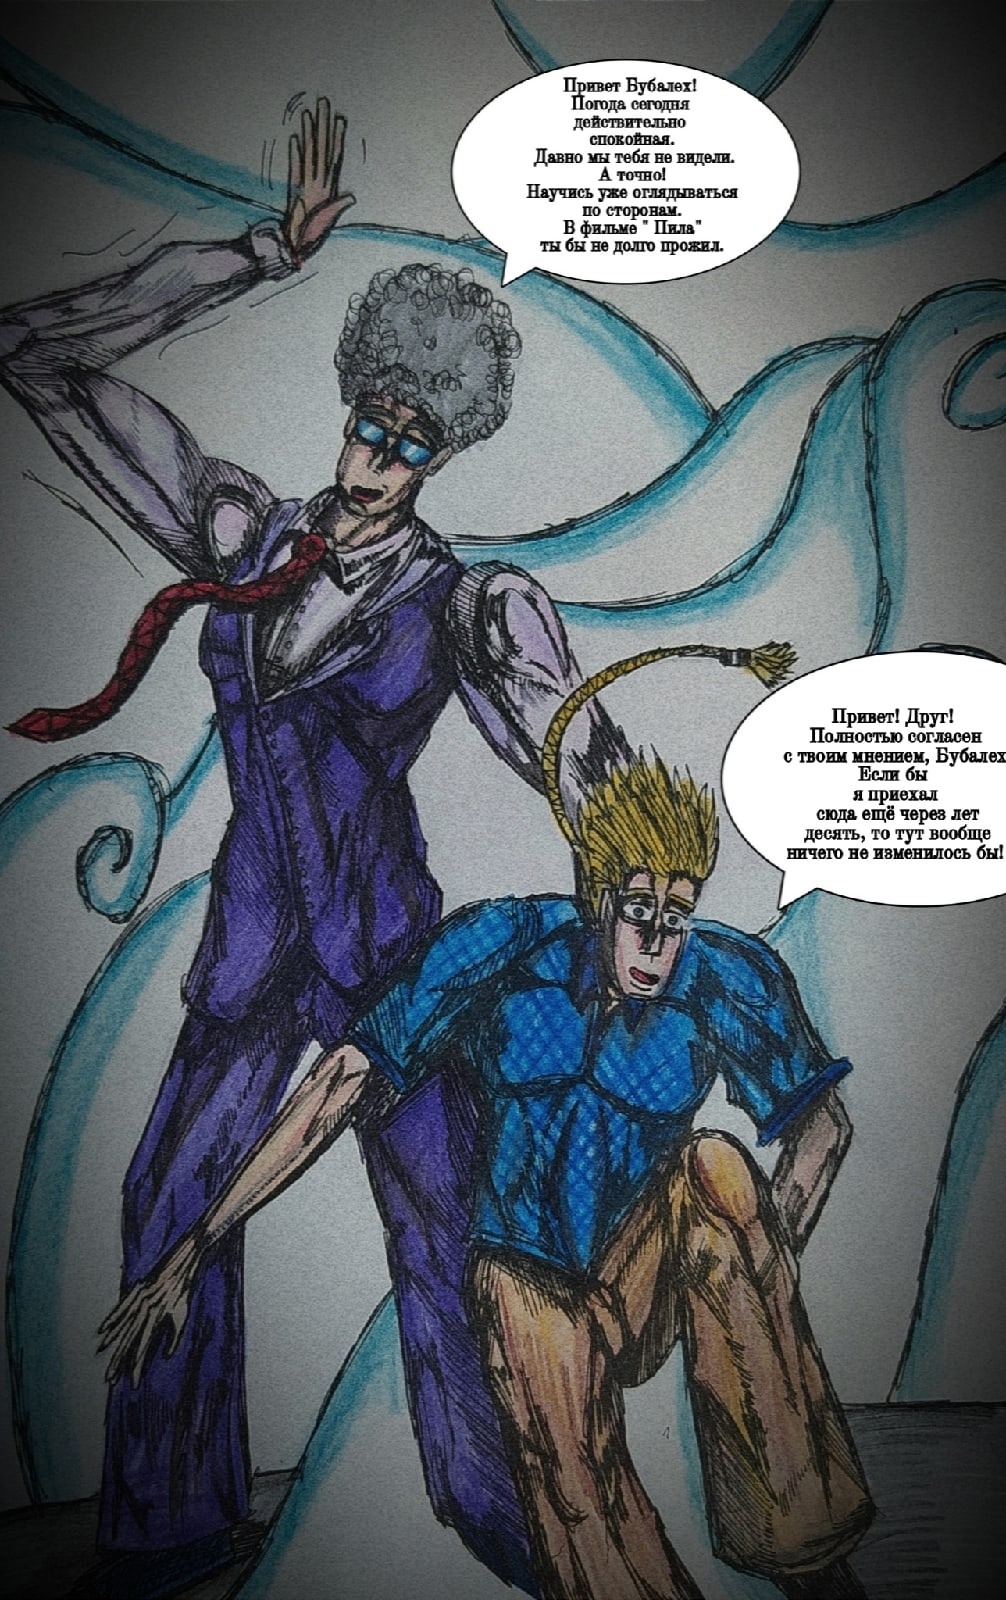 Привет Бубалех!
Погода сегодня
действительно
спокойная.
Давно мы тебя не видели.
А точно!
Научись уже оглядываться
по сторонам.
В фильме " Пила"
ты бы не долго прожил.
Привет! Друг!
Полностью согласен
с твоим мнением, Бубалех
Если бы
я приехал
сюда ещё через лет
десять, то тут вообще
ничего не изменилось бы!